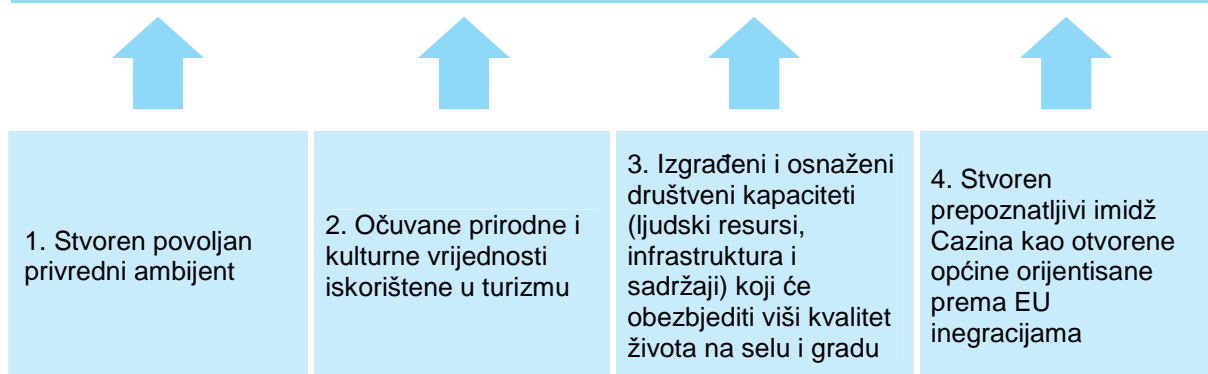 1. Stvoren povoljan
privredni ambijent
2. Očuvane prirodne i
kulturne vrijednosti
iskorištene u turizmu
3. Izgrađeni i osnaženi
društveni kapaciteti
(ljudski resursi,
infrastruktura i
sadržaji) koji će
obezbjediti viši kvalitet
života na selu i gradu
4. Stvoren
prepoznatljivi imidž
Cazina kao otvorene
općine orijentisane
prema EU
inegracijama